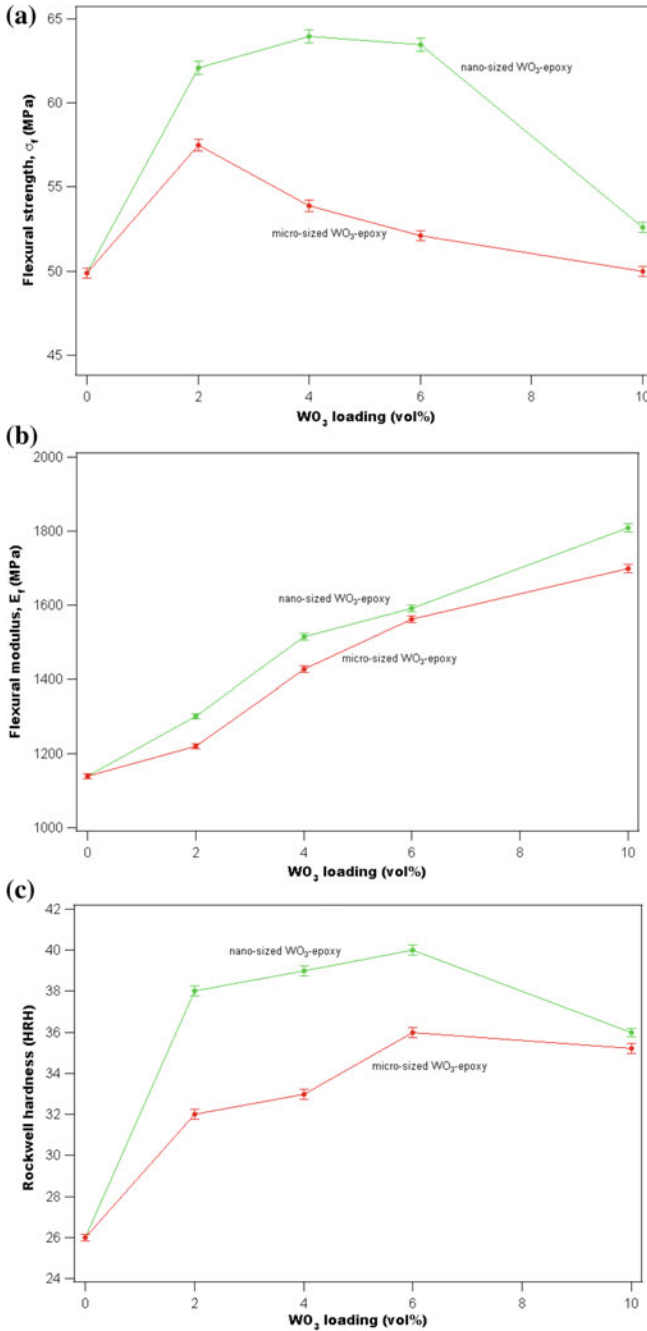 (a)
65
60
55
50
45
Flexural strength, σf (MPa)
nano-sized WO3-epoxy
micro-sized WO3-epoxy
0 2 4 6 8 10
WO3 loading (vol%)
(b)
2000
1800
1600
1400
1200
1000
Flexural modulus, Ef (MPa)
nano-sized WO3-epoxy
micro-sized WO3-epoxy
0 2 4 6 8 10
WO3 loading (vol%)
(c)
42
40
38
36
34
32
30
28
26
24
Rockwell hardness (HRH)
nano-sized WO3-epoxy
micro-sized WO3-epoxy
0 2 4 6 8 10
WO3 loading (vol%)